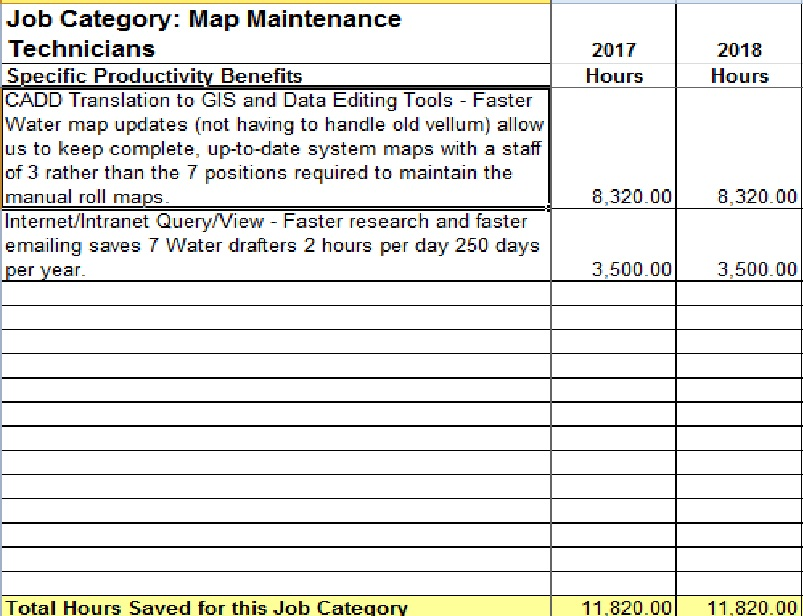 Job Category: Map Maintenance
Technicians 2017 2018
Specific Productivity Benefits Hours Hours
CADD Translation to GIS and Data Editing Tools - Faster
Water map updates (not having to handle old vellum) allow
us to keep complete, up-to-date system maps with a staff
of 3 rather than the 7 positions required to maintain the
manual roll maps. 8,320.00 8,320.00
Internet/Intranet Query/View - Faster research and faster
emailing saves 7 Water drafters 2 hours per day 250 days
per year. 3,500.00 3,500.00
Total Hours Saved for this Job Category 11,820.00 11,820.00